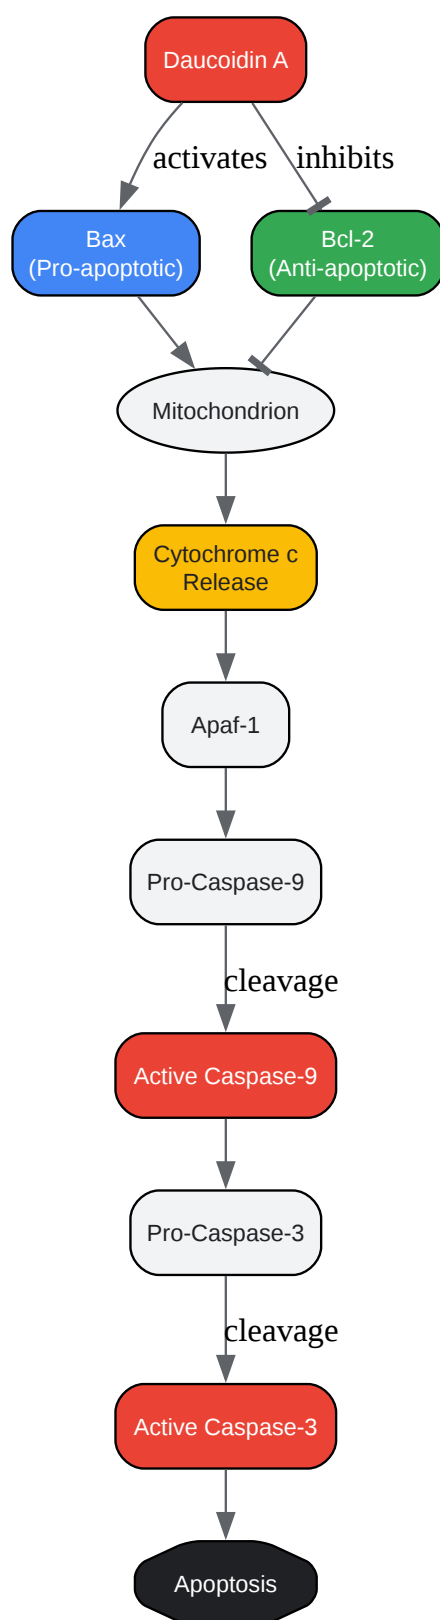 Daucoidin A
activates
inhibits
Bax
(Pro-apoptotic)
Bcl-2
(Anti-apoptotic)
Mitochondrion
Cytochrome c
Release
Apaf-1
Pro-Caspase-9
cleavage
Active Caspase-9
Pro-Caspase-3
cleavage
Active Caspase-3
Apoptosis